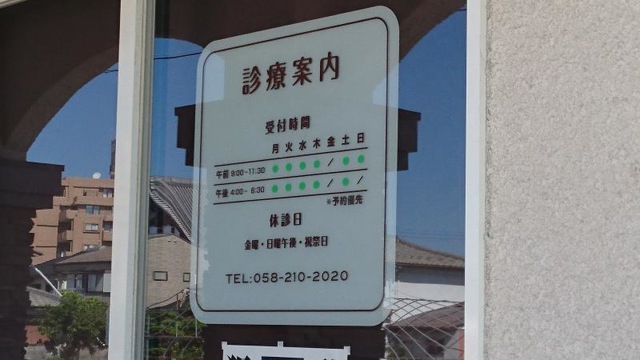 診療案内
受付時間
月火水木金土日
午前 9:00-11:30 ●●●●/●●
午後 4:00- 6:30 ●●●●/●/
※予約優先
休診日
金曜・日曜午後・祝祭日
TEL:058-210-2020